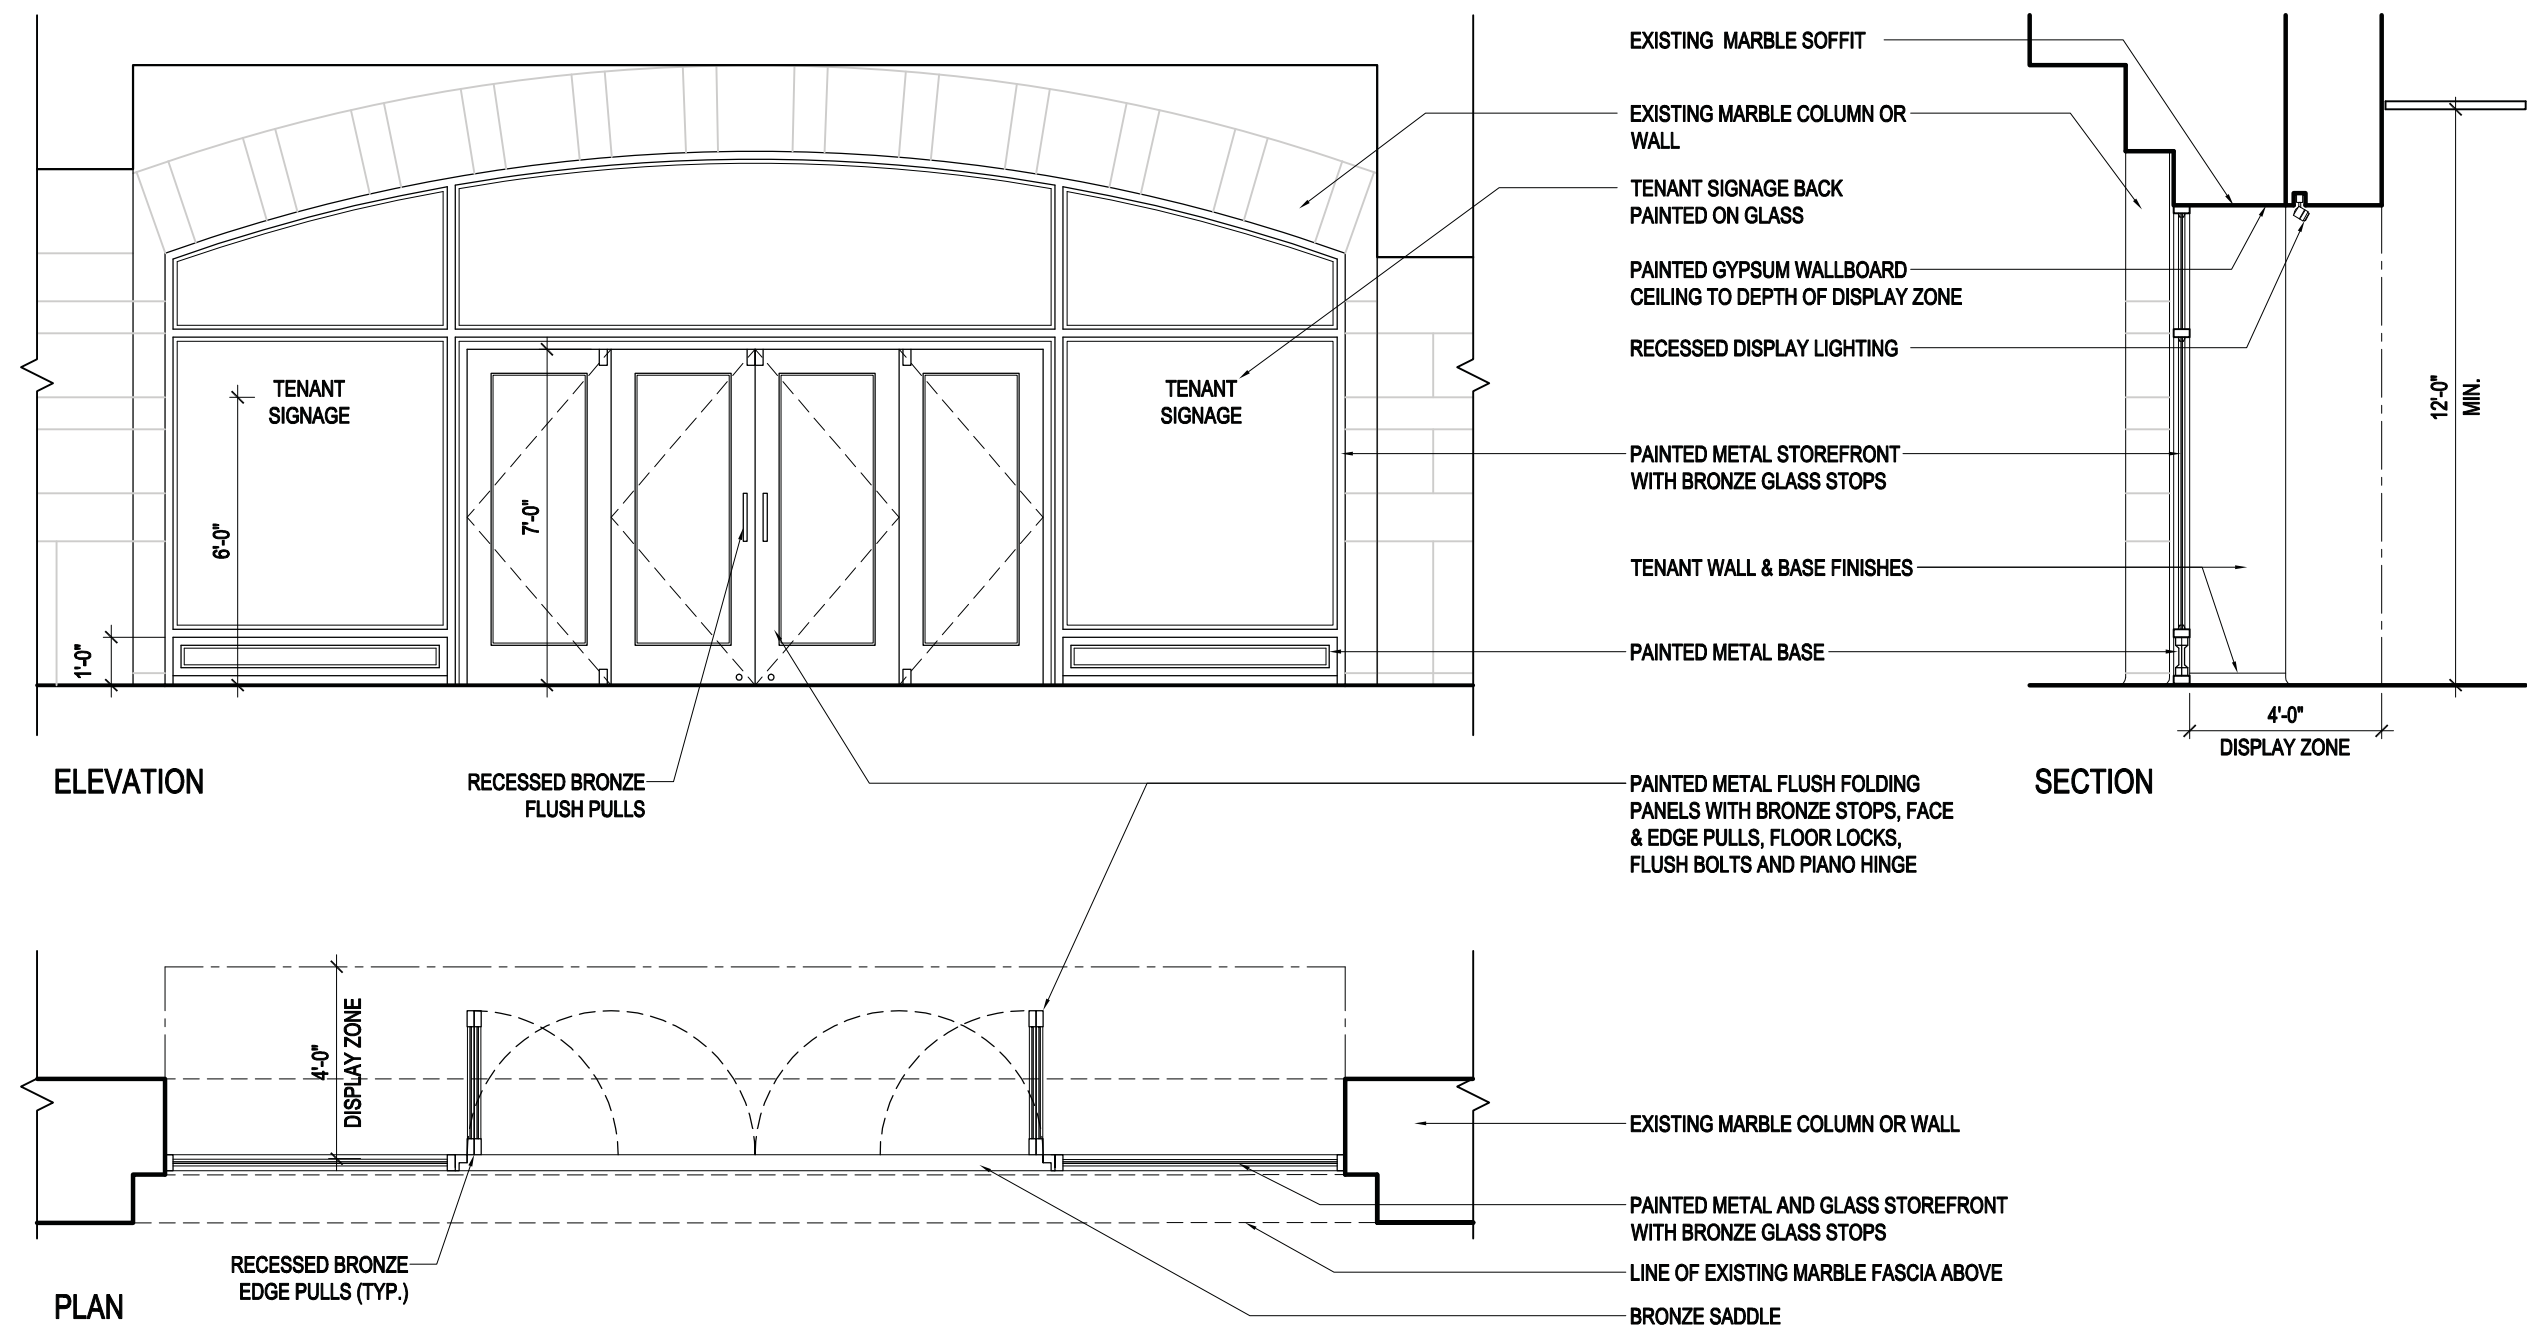 EXISTING MARBLE SOFFIT
EXISTING MARBLE COLUMN OR
WALL
TENANT SIGNAGE BACK
PAINTED ON GLASS
PAINTED GYPSUM WALLBOARD
CEILING TO DEPTH OF DISPLAY ZONE
RECESSED DISPLAY LIGHTING
TENANT
SIGNAGE
TENANT
SIGNAGE
12'-0"
MIN.
PAINTED METAL STOREFRONT
WITH BRONZE GLASS STOPS
6'-0"
7'-0"
TENANT WALL & BASE FINISHES
1'-0"
PAINTED METAL BASE
4'-0"
DISPLAY ZONE
ELEVATION
SECTION
RECESSED BRONZE
FLUSH PULLS
PAINTED METAL FLUSH FOLDING
PANELS WITH BRONZE STOPS, FACE
& EDGE PULLS, FLOOR LOCKS,
FLUSH BOLTS AND PIANO HINGE
4'-0"
DISPLAY ZONE
EXISTING MARBLE COLUMN OR WALL
PAINTED METAL AND GLASS STOREFRONT
WITH BRONZE GLASS STOPS
RECESSED BRONZE
EDGE PULLS (TYP.)
LINE OF EXISTING MARBLE FASCIA ABOVE
PLAN
BRONZE SADDLE